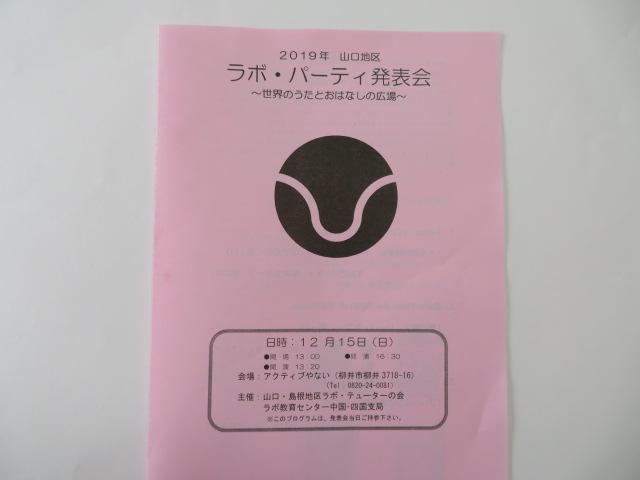 2019年 山口地区
ラボ・パーティ発表会
～世界のうたとおはなしの広場～
日時：12 月 15日（日）
●開 場 13：00 ●終 演 16：30
●開 演 13：20
会場：アクティブやない（柳井市柳井 3718-16）
（Tel：0820-24-0081）
主催：山口・島根地区ラボ・テューターの会
ラボ教育センター中国・四国支局
※このプログラムは、発表会当日ご持参下さい。